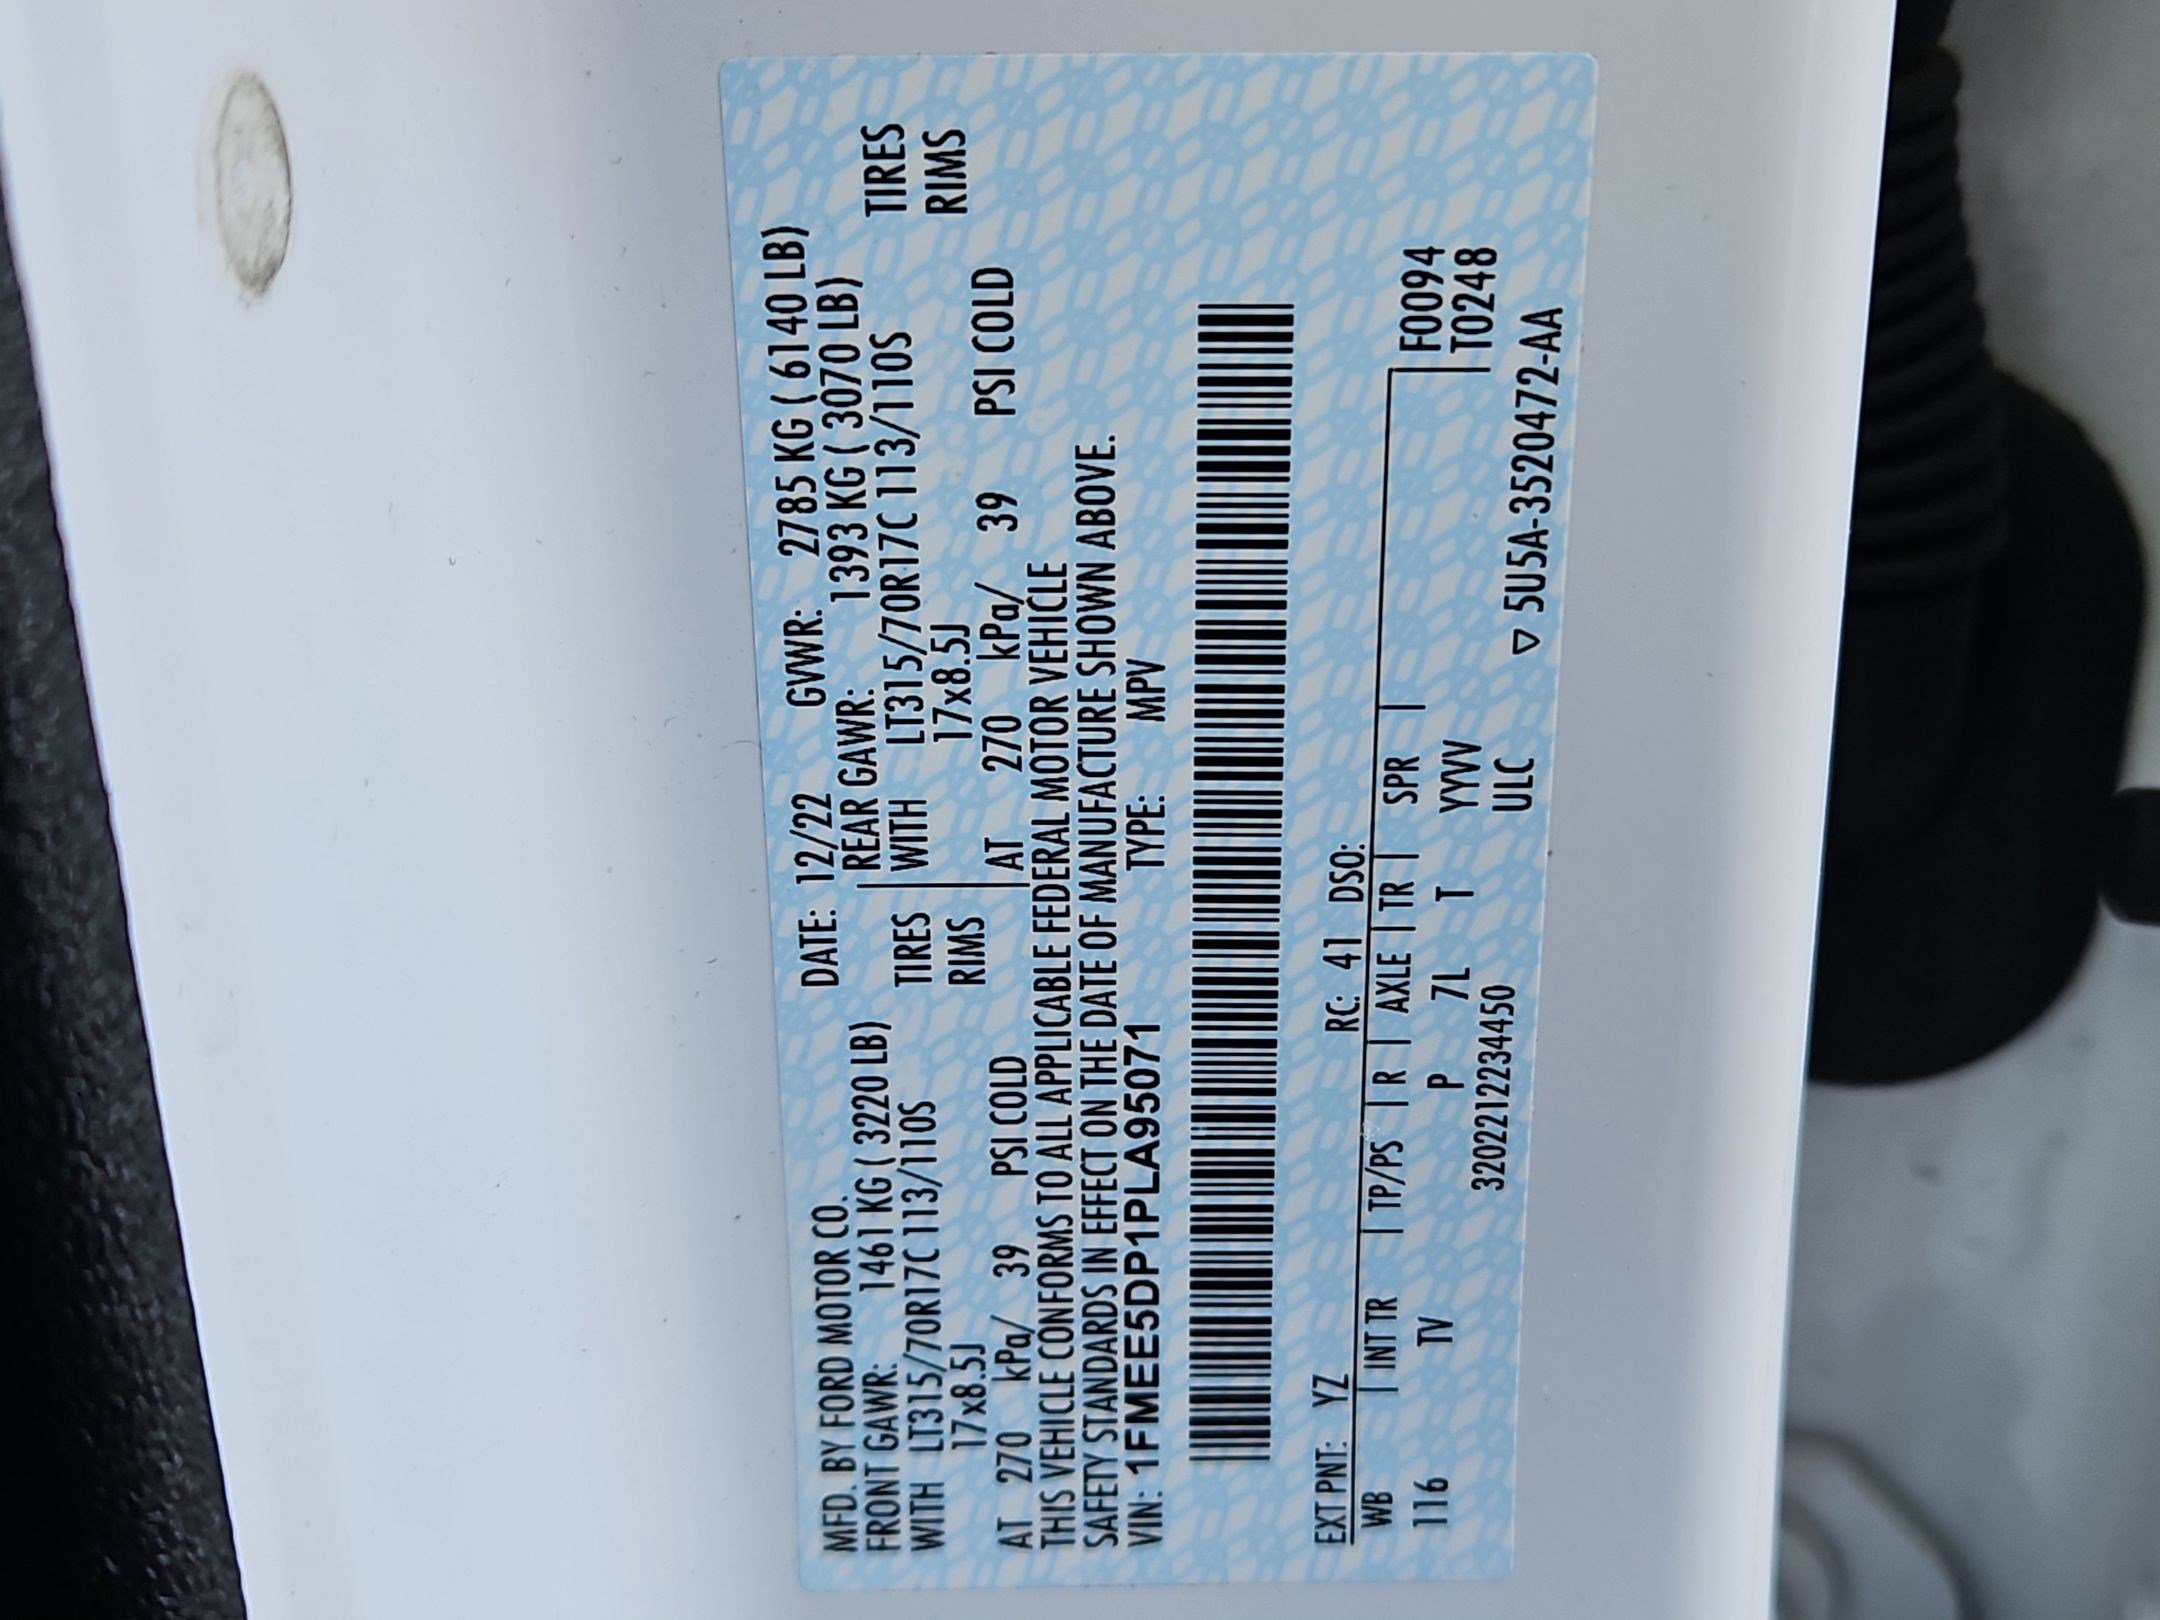 MFD. BY FORD MOTOR CO. DATE: 12/22 GVWR: 2785 KG ( 6140 LB)
FRONT GAWR: 1461 KG ( 3220 LB) REAR GAWR: 1393 KG ( 3070 LB)
WITH LT315/70R17C 113/110S TIRES WITH LT315/70R17C 113/110S TIRES
17x8.5J RIMS 17x8.5J RIMS
AT 270 kPa/ 39 PSI COLD AT 270 kPa/ 39 PSI COLD
THIS VEHICLE CONFORMS TO ALL APPLICABLE FEDERAL MOTOR VEHICLE
SAFETY STANDARDS IN EFFECT ON THE DATE OF MANUFACTURE SHOWN ABOVE.
VIN: 1FMEE5DP1PLA95071 TYPE: MPV
EXT PNT: YZ RC: 41 DSO:
WB | INT TR | TP/PS | R | AXLE | TR | SPR | F0094
116 TV P 7L T YYVV T0248
3202212234450 ULC ▽ 5U5A-3520472-AA